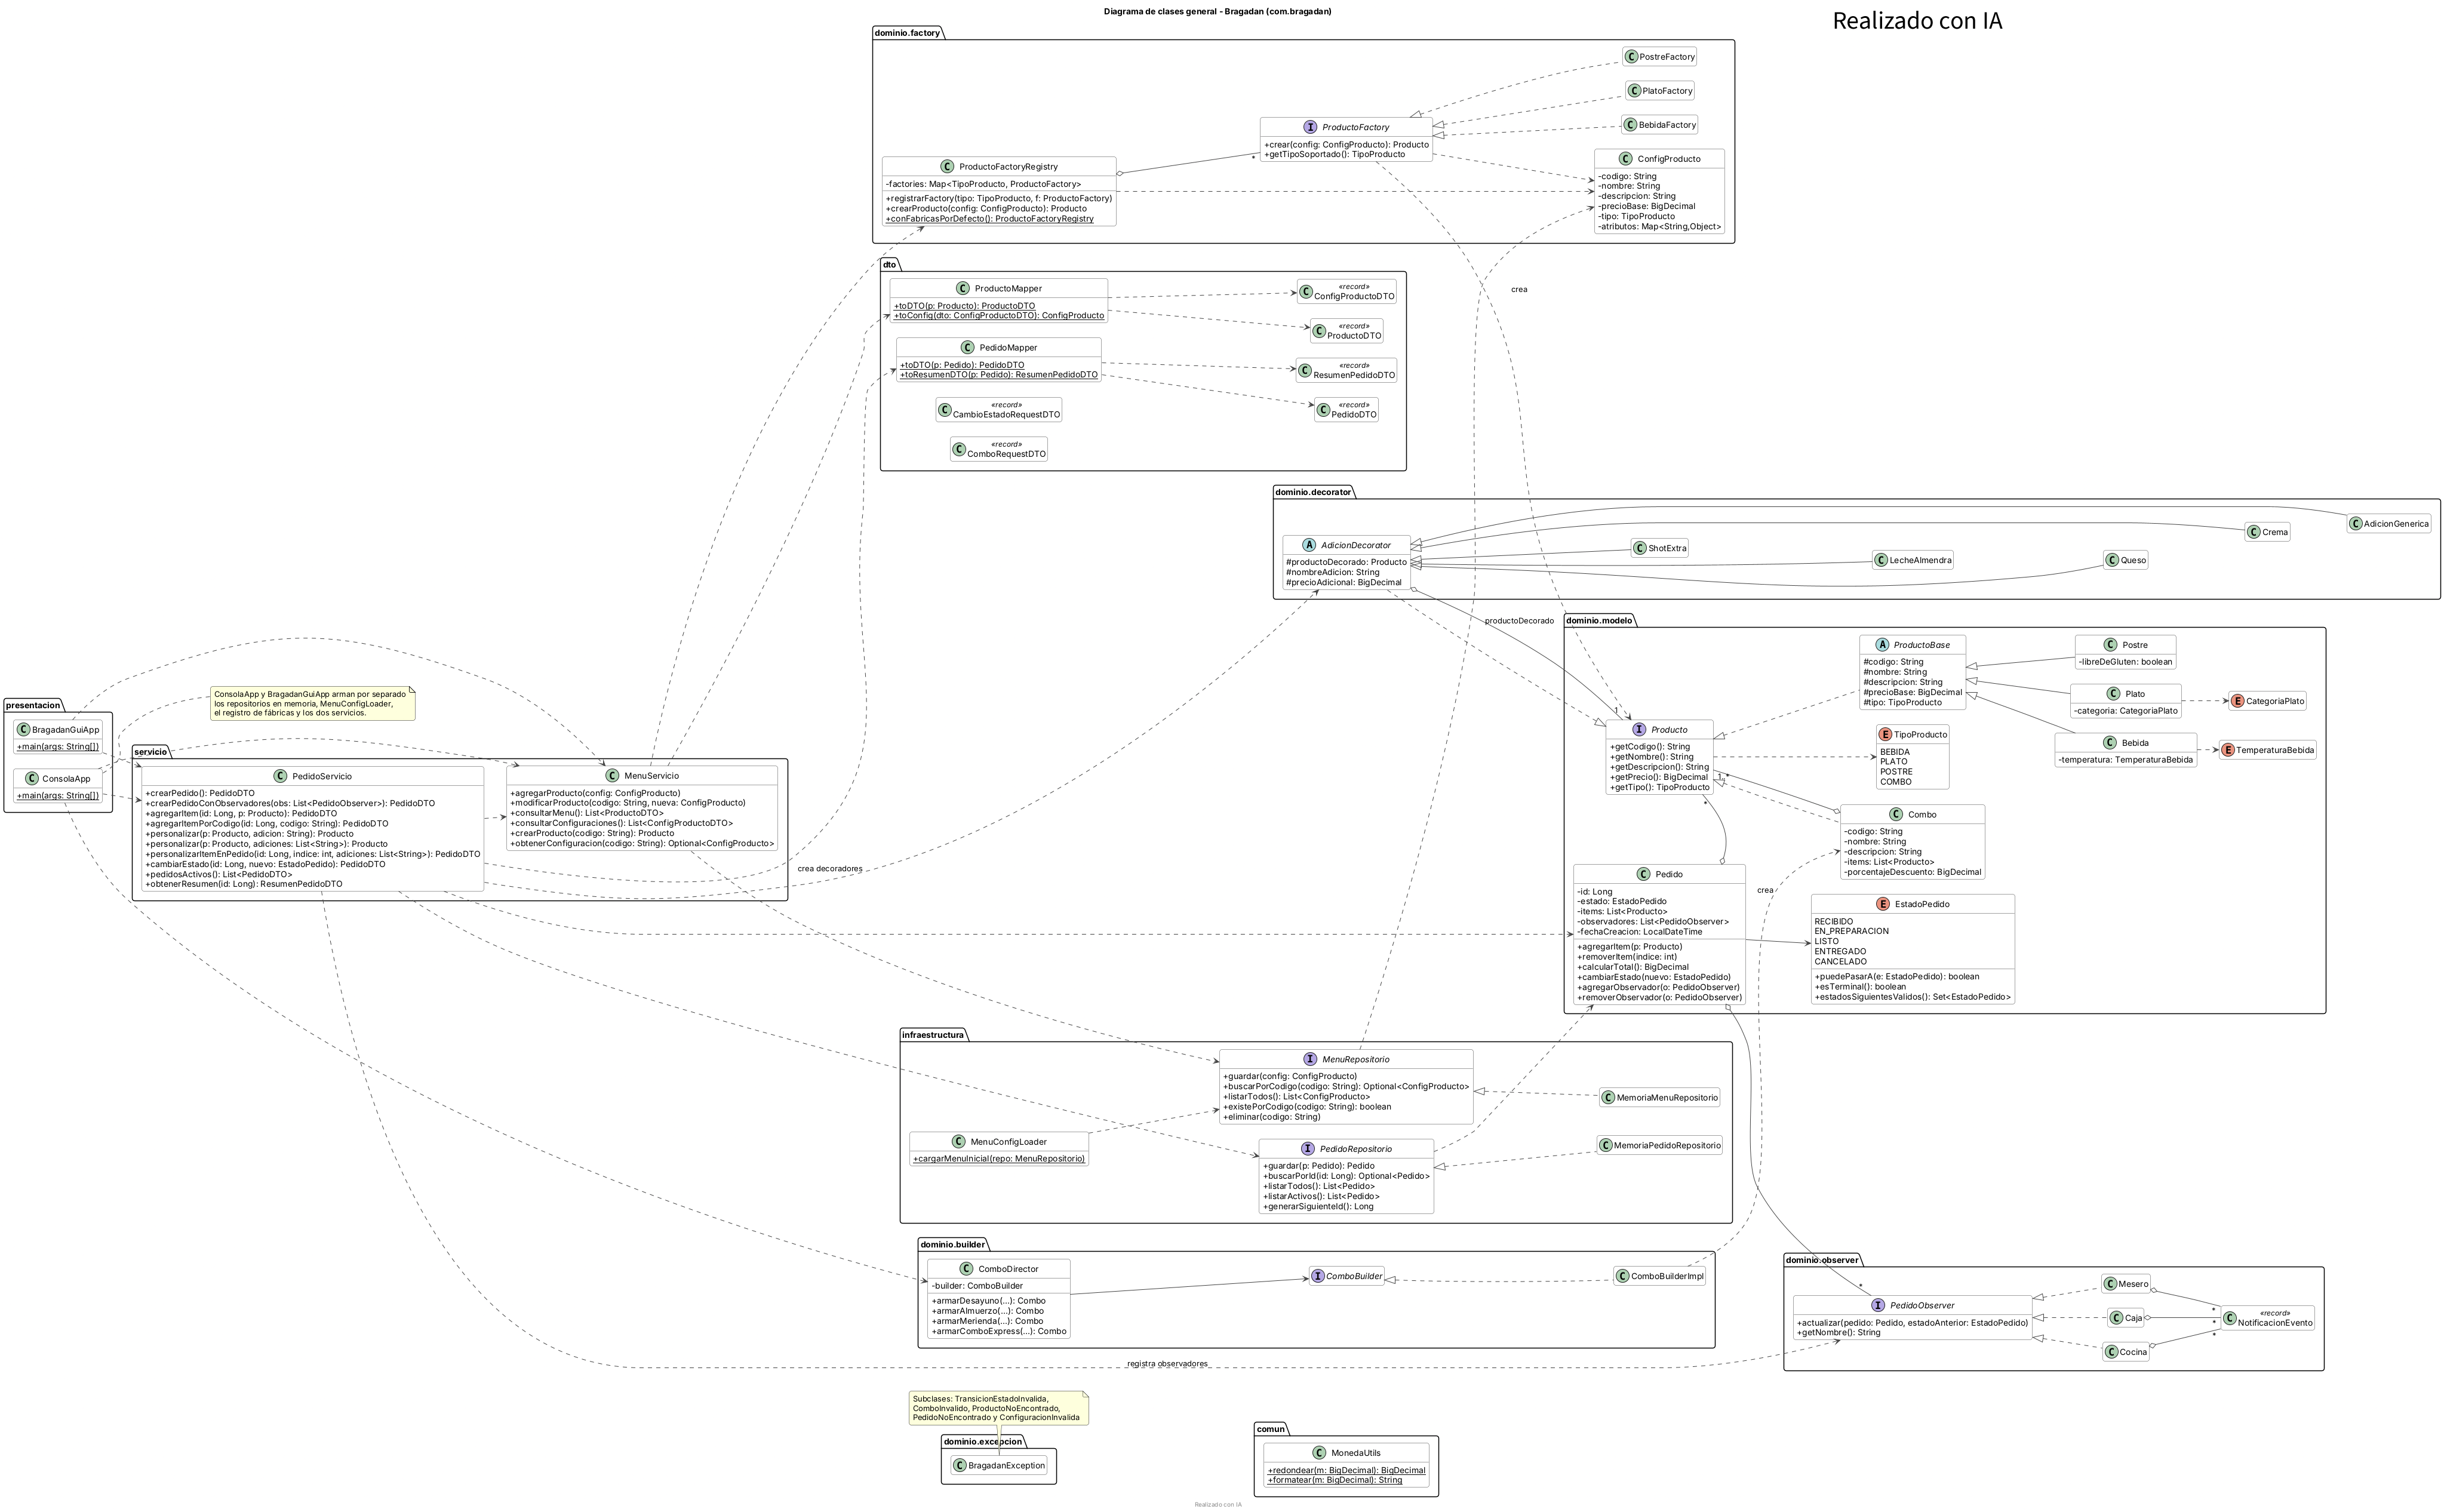 Diagrama de clases general - Bragadan (com.bragadan)
Realizado con IA
dominio.factory
PostreFactory
PlatoFactory
BebidaFactory
ProductoFactory
+crear(config: ConfigProducto): Producto
+getTipoSoportado(): TipoProducto
*
ProductoFactoryRegistry
-factories: Map<TipoProducto, ProductoFactory>
+registrarFactory(tipo: TipoProducto, f: ProductoFactory)
+crearProducto(config: ConfigProducto): Producto
+conFabricasPorDefecto(): ProductoFactoryRegistry
ConfigProducto
-codigo: String
-nombre: String
-descripcion: String
-precioBase: BigDecimal
-tipo: TipoProducto
-atributos: Map<String,Object>
crea
dto
ProductoMapper
+toDTO(p: Producto): ProductoDTO
+toConfig(dto: ConfigProductoDTO): ConfigProducto
«record»
ConfigProductoDTO
«record»
ProductoDTO
PedidoMapper
+toDTO(p: Pedido): PedidoDTO
+toResumenDTO(p: Pedido): ResumenPedidoDTO
«record»
ResumenPedidoDTO
«record»
PedidoDTO
«record»
CambioEstadoRequestDTO
«record»
ComboRequestDTO
dominio.decorator
AdicionDecorator
#productoDecorado: Producto
#nombreAdicion: String
#precioAdicional: BigDecimal
ShotExtra
LecheAlmendra
Queso
Crema
AdicionGenerica
productoDecorado
1
dominio.modelo
ProductoBase
#codigo: String
#nombre: String
#descripcion: String
#precioBase: BigDecimal
#tipo: TipoProducto
Postre
-libreDeGluten: boolean
Plato
-categoria: CategoriaPlato
CategoriaPlato
Bebida
-temperatura: TemperaturaBebida
TemperaturaBebida
Producto
+getCodigo(): String
+getNombre(): String
+getDescripcion(): String
+getPrecio(): BigDecimal
+getTipo(): TipoProducto
TipoProducto
BEBIDA
PLATO
POSTRE
COMBO
1..*
*
Combo
-codigo: String
-nombre: String
-descripcion: String
-items: List<Producto>
-porcentajeDescuento: BigDecimal
crea
Pedido
-id: Long
-estado: EstadoPedido
-items: List<Producto>
-observadores: List<PedidoObserver>
-fechaCreacion: LocalDateTime
+agregarItem(p: Producto)
+removerItem(indice: int)
+calcularTotal(): BigDecimal
+cambiarEstado(nuevo: EstadoPedido)
+agregarObservador(o: PedidoObserver)
+removerObservador(o: PedidoObserver)
EstadoPedido
RECIBIDO
EN_PREPARACION
LISTO
ENTREGADO
CANCELADO
+puedePasarA(e: EstadoPedido): boolean
+esTerminal(): boolean
+estadosSiguientesValidos(): Set<EstadoPedido>
presentacion
BragadanGuiApp
+main(args: String[])
ConsolaApp
+main(args: String[])
ConsolaApp y BragadanGuiApp arman por separado
los repositorios en memoria, MenuConfigLoader,
el registro de fábricas y los dos servicios.
servicio
PedidoServicio
+crearPedido(): PedidoDTO
+crearPedidoConObservadores(obs: List<PedidoObserver>): PedidoDTO
+agregarItem(id: Long, p: Producto): PedidoDTO
+agregarItemPorCodigo(id: Long, codigo: String): PedidoDTO
+personalizar(p: Producto, adicion: String): Producto
+personalizar(p: Producto, adiciones: List<String>): Producto
+personalizarItemEnPedido(id: Long, indice: int, adiciones: List<String>): PedidoDTO
+cambiarEstado(id: Long, nuevo: EstadoPedido): PedidoDTO
+pedidosActivos(): List<PedidoDTO>
+obtenerResumen(id: Long): ResumenPedidoDTO
MenuServicio
+agregarProducto(config: ConfigProducto)
+modificarProducto(codigo: String, nueva: ConfigProducto)
+consultarMenu(): List<ProductoDTO>
+consultarConfiguraciones(): List<ConfigProductoDTO>
+crearProducto(codigo: String): Producto
+obtenerConfiguracion(codigo: String): Optional<ConfigProducto>
crea decoradores
infraestructura
MenuRepositorio
+guardar(config: ConfigProducto)
+buscarPorCodigo(codigo: String): Optional<ConfigProducto>
+listarTodos(): List<ConfigProducto>
+existePorCodigo(codigo: String): boolean
+eliminar(codigo: String)
MemoriaMenuRepositorio
MenuConfigLoader
+cargarMenuInicial(repo: MenuRepositorio)
PedidoRepositorio
+guardar(p: Pedido): Pedido
+buscarPorId(id: Long): Optional<Pedido>
+listarTodos(): List<Pedido>
+listarActivos(): List<Pedido>
+generarSiguienteId(): Long
MemoriaPedidoRepositorio
dominio.builder
ComboDirector
-builder: ComboBuilder
+armarDesayuno(...): Combo
+armarAlmuerzo(...): Combo
+armarMerienda(...): Combo
+armarComboExpress(...): Combo
ComboBuilder
ComboBuilderImpl
dominio.observer
*
PedidoObserver
+actualizar(pedido: Pedido, estadoAnterior: EstadoPedido)
+getNombre(): String
Mesero
Caja
Cocina
*
*
*
«record»
NotificacionEvento
registra observadores
Subclases: TransicionEstadoInvalida,
ComboInvalido, ProductoNoEncontrado,
PedidoNoEncontrado y ConfiguracionInvalida
dominio.excepcion
BragadanException
comun
MonedaUtils
+redondear(m: BigDecimal): BigDecimal
+formatear(m: BigDecimal): String
Realizado con IA